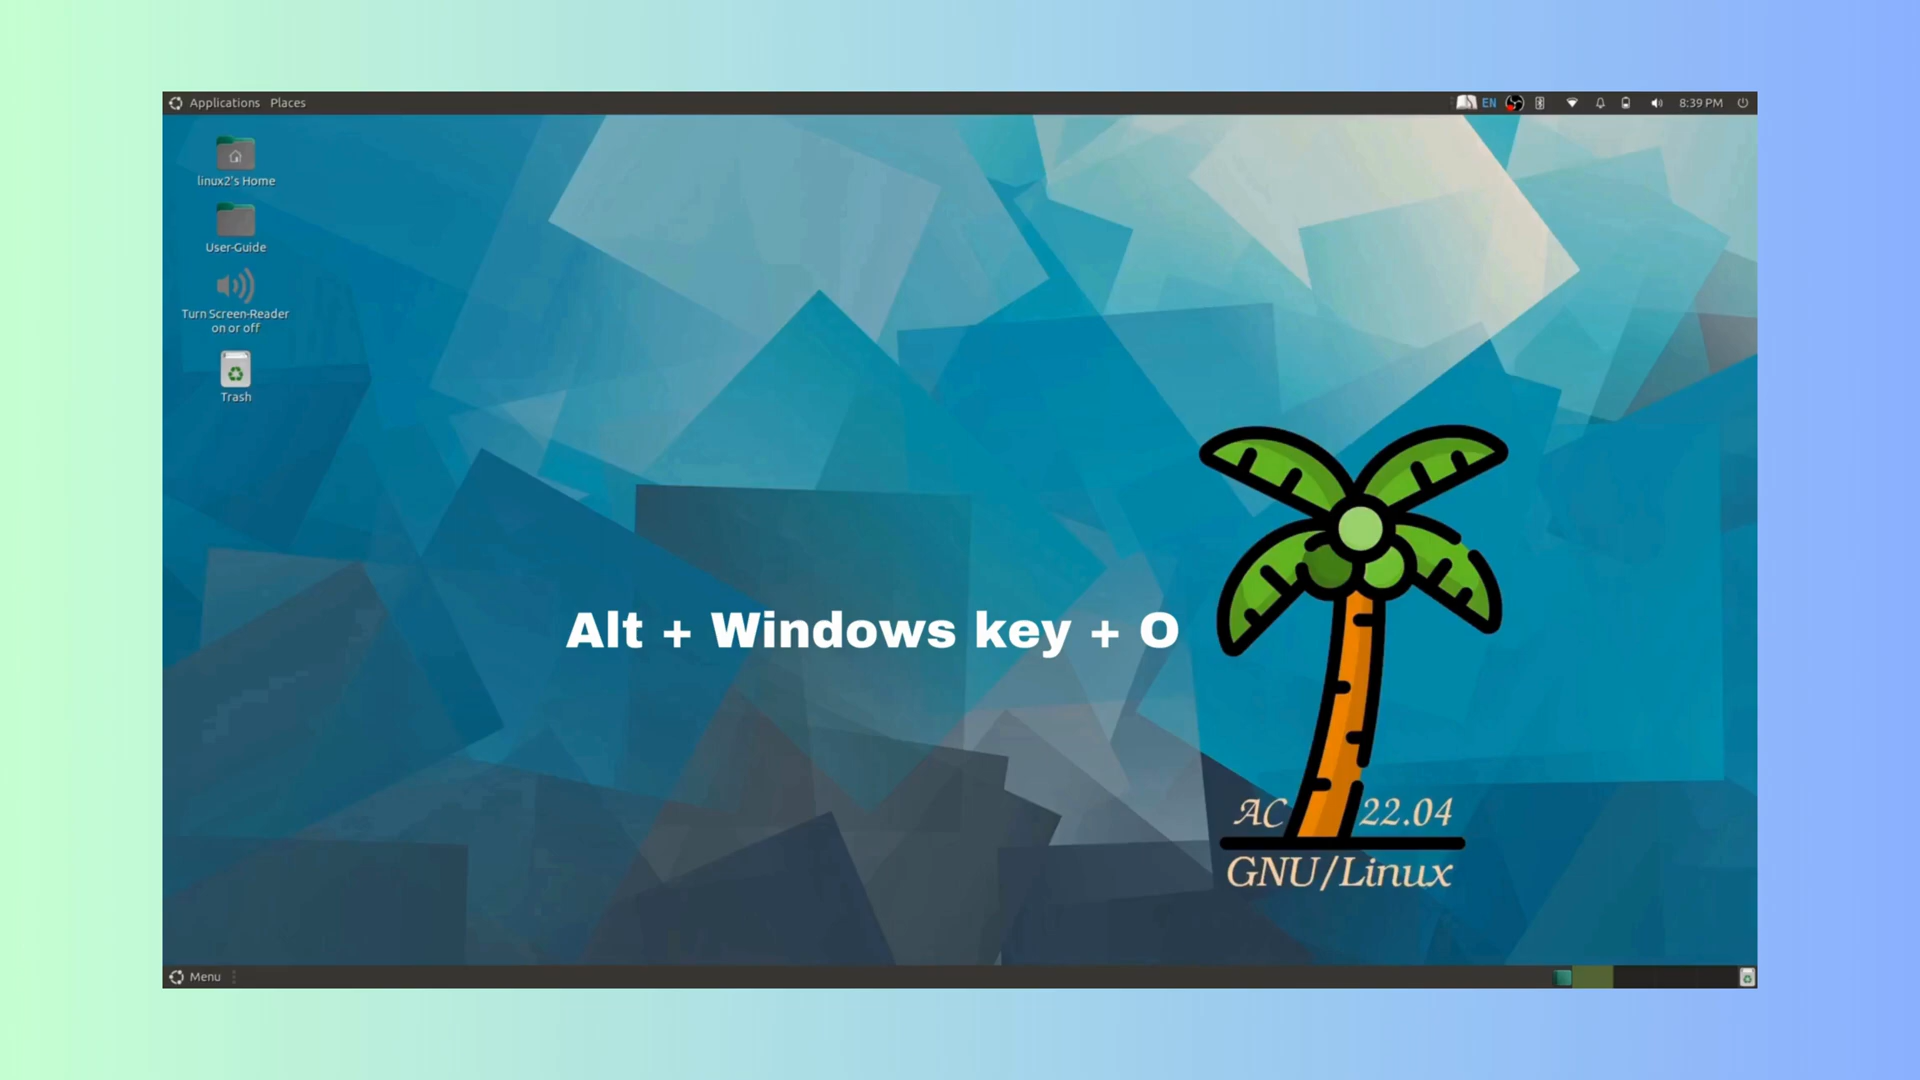 Applications Places
EN
8:39 PM
linux2's Home
User-Guide
Turn Screen-Reader
on or off
Trash
Alt + Windows key + O
AC 22.04
GNU/Linux
Menu